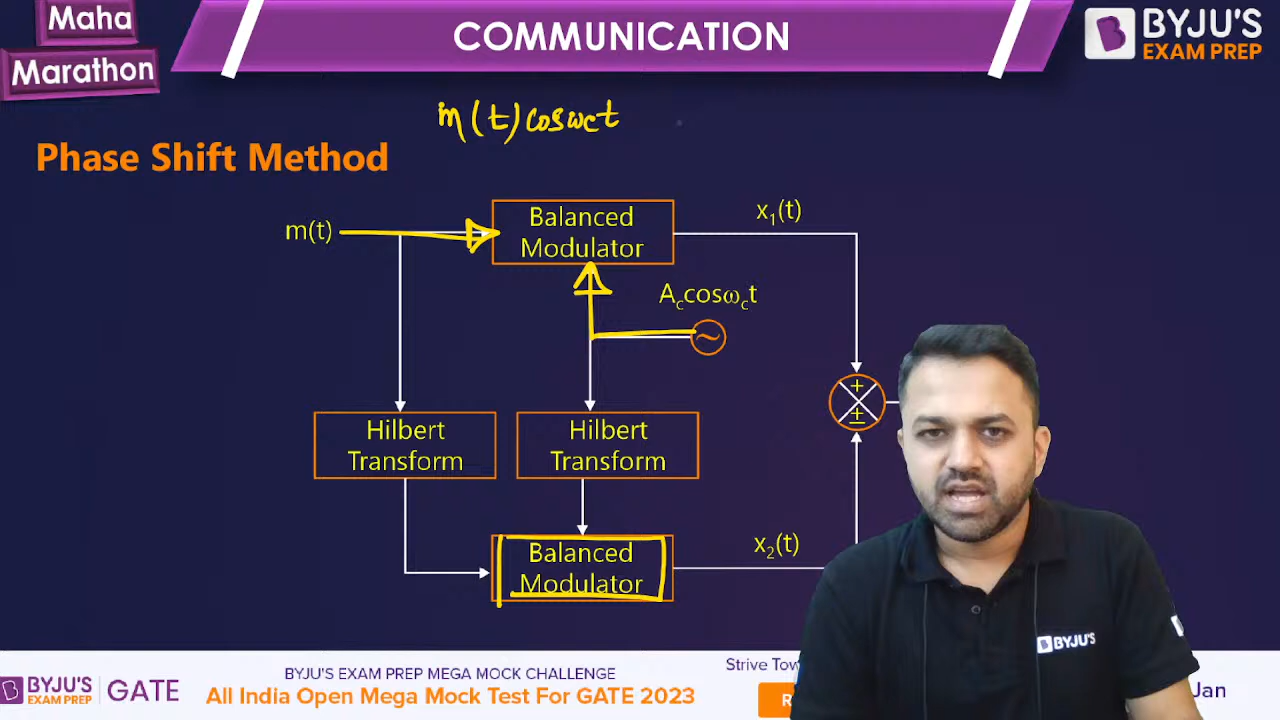 Maha
Marathon
COMMUNICATION
BYJU'S
EXAM PREP
m(t)cosωct
Phase Shift Method
m(t)
Balanced
Modulator
x₁(t)
A꜀cosω꜀t
~
+
±
Hilbert
Transform
Hilbert
Transform
Balanced
Modulator
x₂(t)
BYJU'S
BYJU'S
EXAM PREP
GATE
BYJU'S EXAM PREP MEGA MOCK CHALLENGE
All India Open Mega Mock Test For GATE 2023
Strive
R
Jan